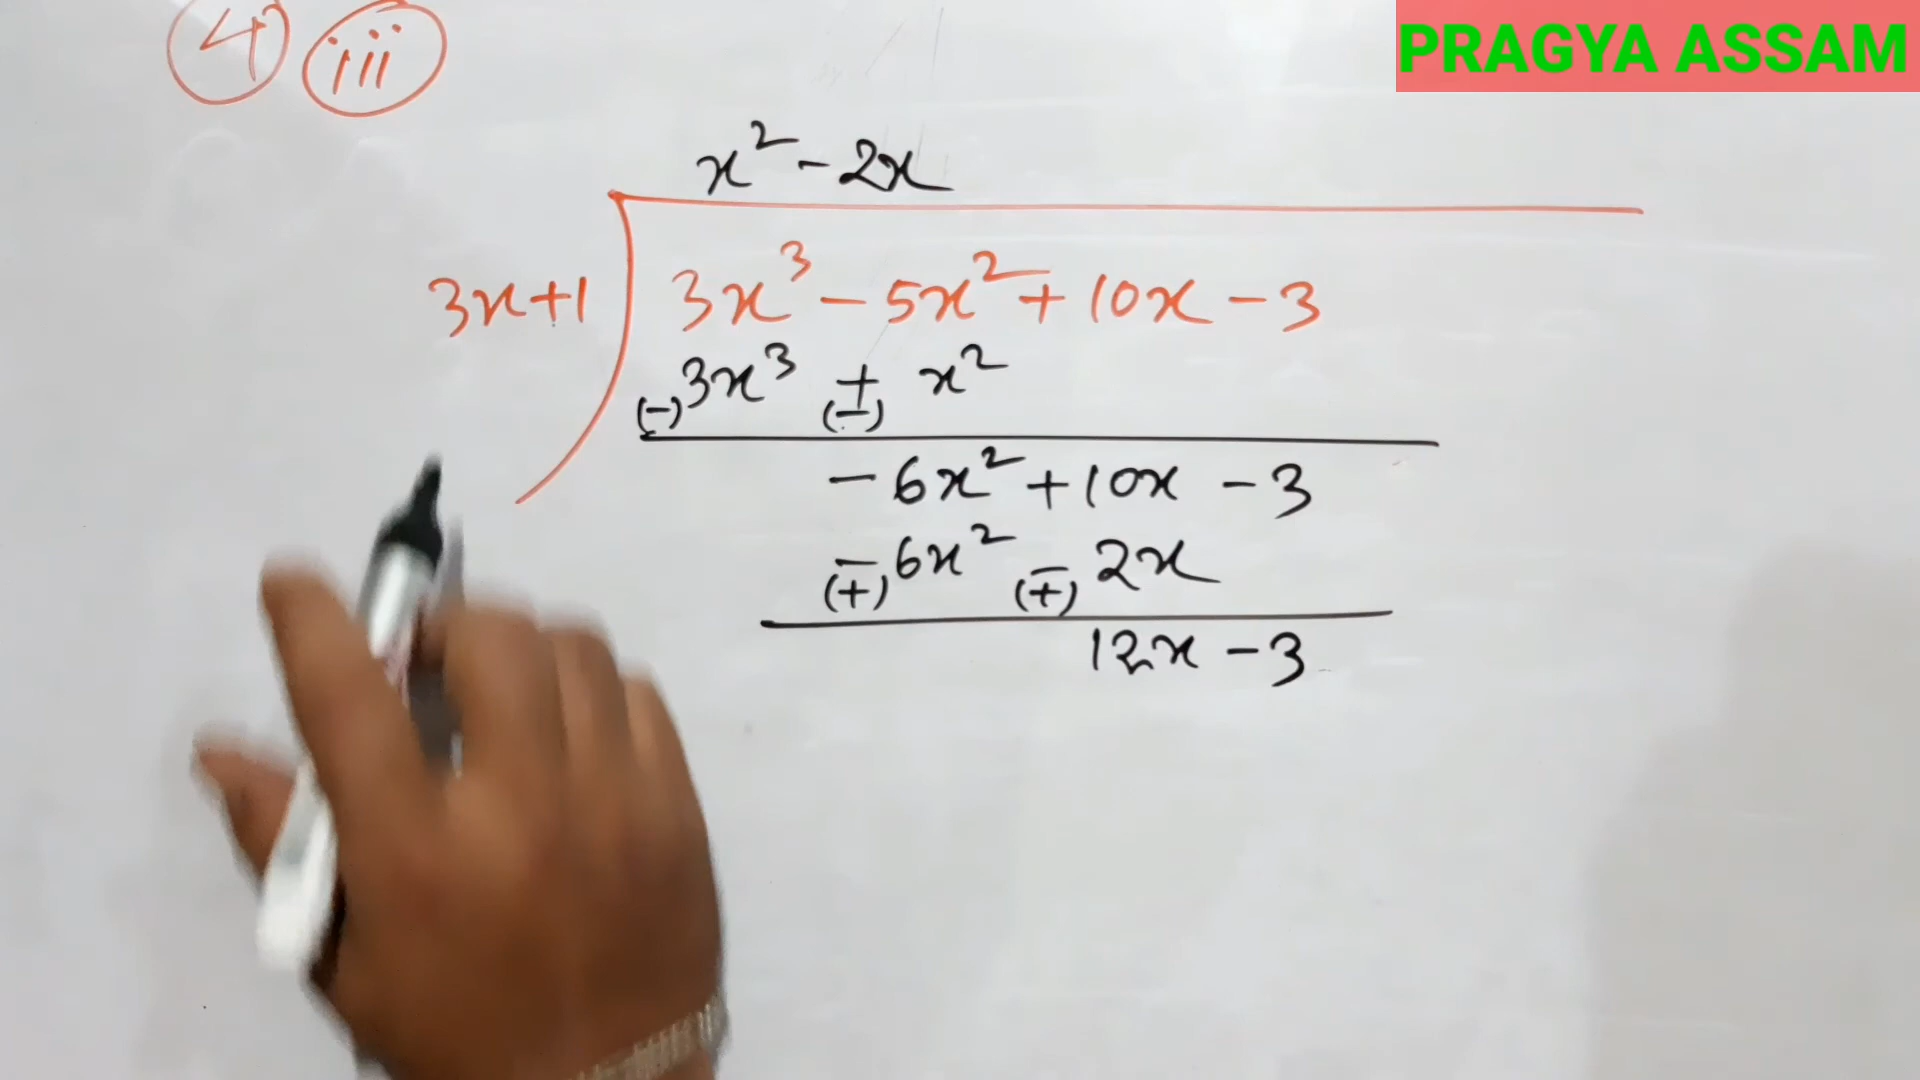 4 iii
PRAGYA ASSAM
x² - 2x
3x+1 ) 3x³ - 5x² + 10x - 3
(-) 3x³ + (-) x²
- 6x² + 10x - 3
- (+) 6x² - (+) 2x
12x - 3